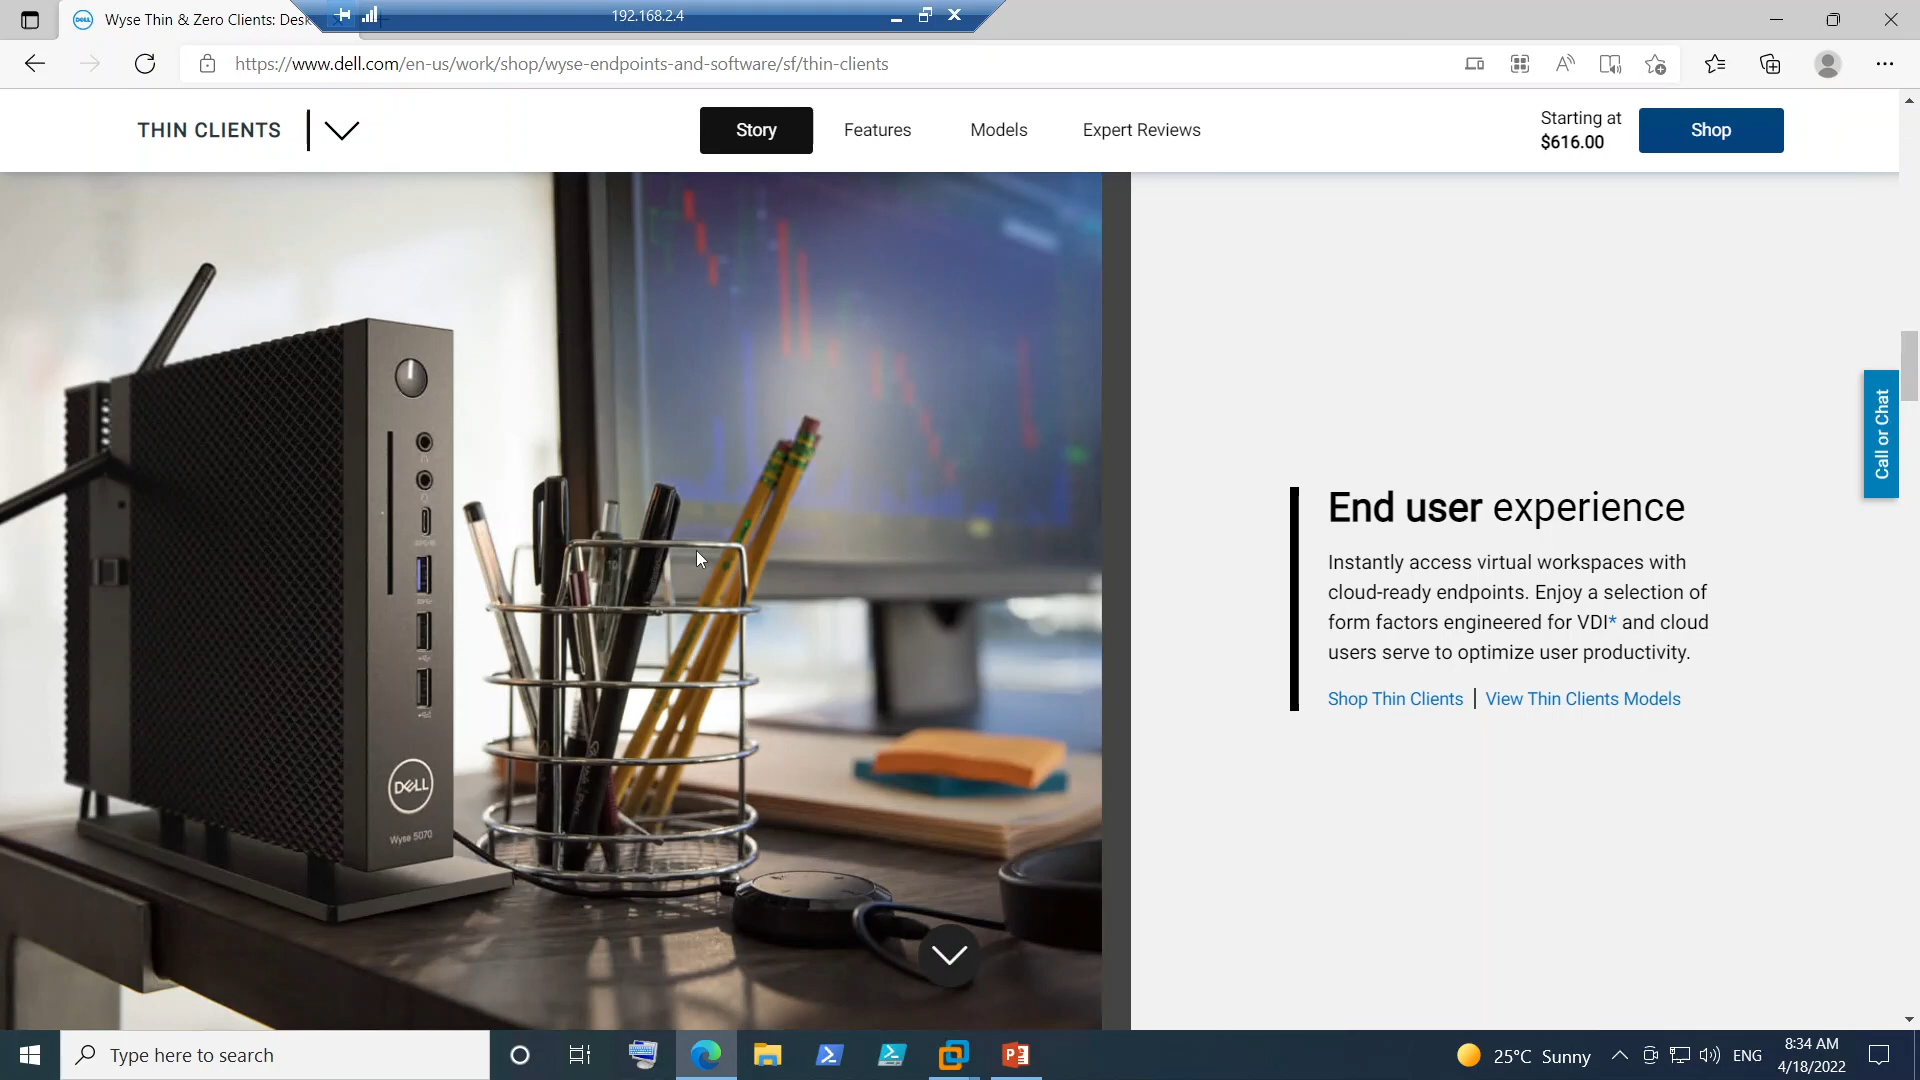 Wyse Thin & Zero Clients: Desk
192.168.2.4
https://www.dell.com/en-us/work/shop/wyse-endpoints-and-software/sf/thin-clients
THIN CLIENTS
Story
Features
Models
Expert Reviews
Starting at
$616.00
Shop
Call or Chat
End user experience
Instantly access virtual workspaces with
cloud-ready endpoints. Enjoy a selection of
form factors engineered for VDI* and cloud
users serve to optimize user productivity.
Shop Thin Clients | View Thin Clients Models
DELL
Wyse 5070
Type here to search
25°C Sunny
ENG
8:34 AM
4/18/2022